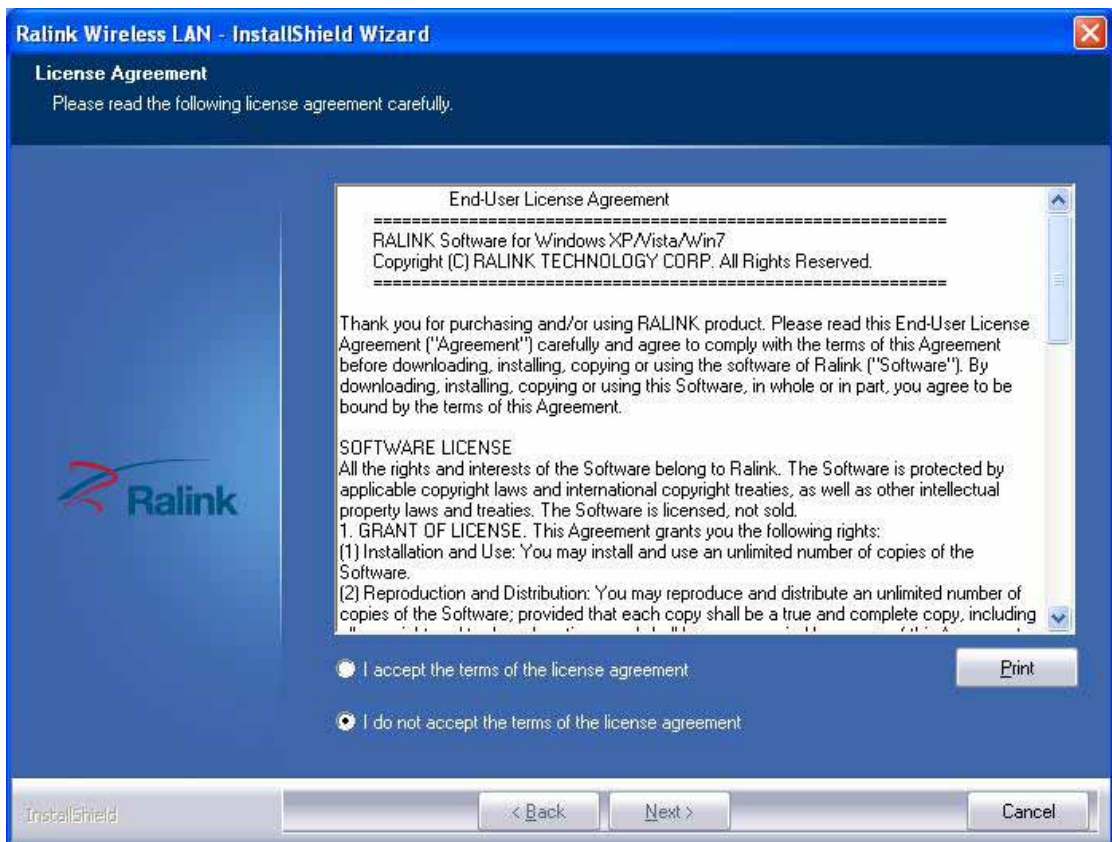 Ralink Wireless LAN - InstallShield Wizard
License Agreement
Please read the following license agreement carefully.
End-User License Agreement
============================================================
RALINK Software for Windows XP/Vista/Win7
Copyright (C) RALINK TECHNOLOGY CORP. All Rights Reserved.
============================================================
Thank you for purchasing and/or using RALINK product. Please read this End-User License
Agreement ("Agreement") carefully and agree to comply with the terms of this Agreement
before downloading, installing, copying or using the software of Ralink ("Software"). By
downloading, installing, copying or using this Software, in whole or in part, you agree to be
bound by the terms of this Agreement.
SOFTWARE LICENSE
All the rights and interests of the Software belong to Ralink. The Software is protected by
applicable copyright laws and international copyright treaties, as well as other intellectual
property laws and treaties. The Software is licensed, not sold.
1. GRANT OF LICENSE. This Agreement grants you the following rights:
(1) Installation and Use: You may install and use an unlimited number of copies of the
Software.
(2) Reproduction and Distribution: You may reproduce and distribute an unlimited number of
copies of the Software; provided that each copy shall be a true and complete copy, including
Ralink
I accept the terms of the license agreement
Print
I do not accept the terms of the license agreement
InstallShield
< Back
Next >
Cancel